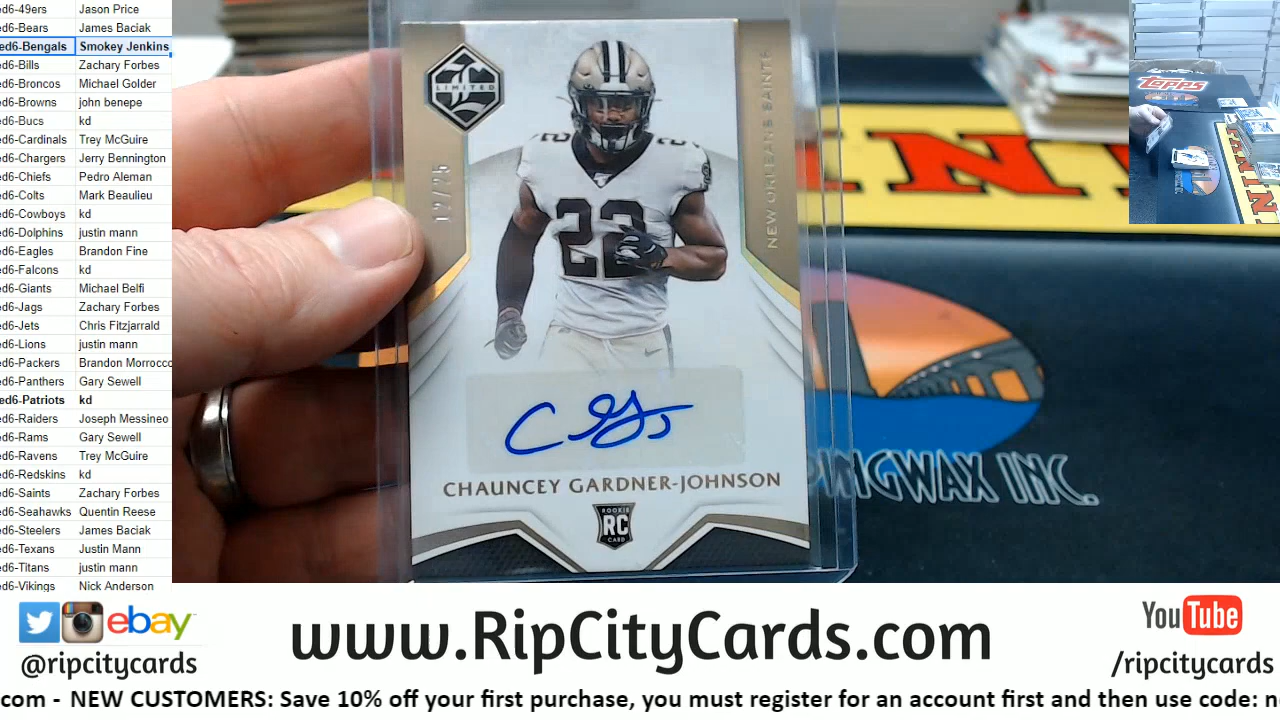 ed6-49ers Jason Price
ed6-Bears James Baciak
ed6-Bengals Smokey Jenkins
ed6-Bills Zachary Forbes
ed6-Broncos Michael Golder
ed6-Browns john benepe
ed6-Bucs kd
ed6-Cardinals Trey McGuire
ed6-Chargers Jerry Bennington
ed6-Chiefs Pedro Aleman
ed6-Colts Mark Beaulieu
ed6-Cowboys kd
ed6-Dolphins justin mann
ed6-Eagles Brandon Fine
ed6-Falcons kd
ed6-Giants Michael Belfi
ed6-Jags Zachary Forbes
ed6-Jets Chris Fitzjarrald
ed6-Lions justin mann
ed6-Packers Brandon Morrocco
ed6-Panthers Gary Sewell
ed6-Patriots kd
ed6-Raiders Joseph Messineo
ed6-Rams Gary Sewell
ed6-Ravens Trey McGuire
ed6-Redskins kd
ed6-Saints Zachary Forbes
ed6-Seahawks Quentin Reese
ed6-Steelers James Baciak
ed6-Texans Justin Mann
ed6-Titans justin mann
ed6-Vikings Nick Anderson
LIMITED
12/25
NEW ORLEANS SAINTS
22
CHAUNCEY GARDNER-JOHNSON
ROOKIE
RC
CARD
INGWAX INC.
Topps
ebay
@ripcitycards
www.RipCityCards.com
YouTube
/ripcitycards
.com - NEW CUSTOMERS: Save 10% off your first purchase, you must register for an account first and then use code: n